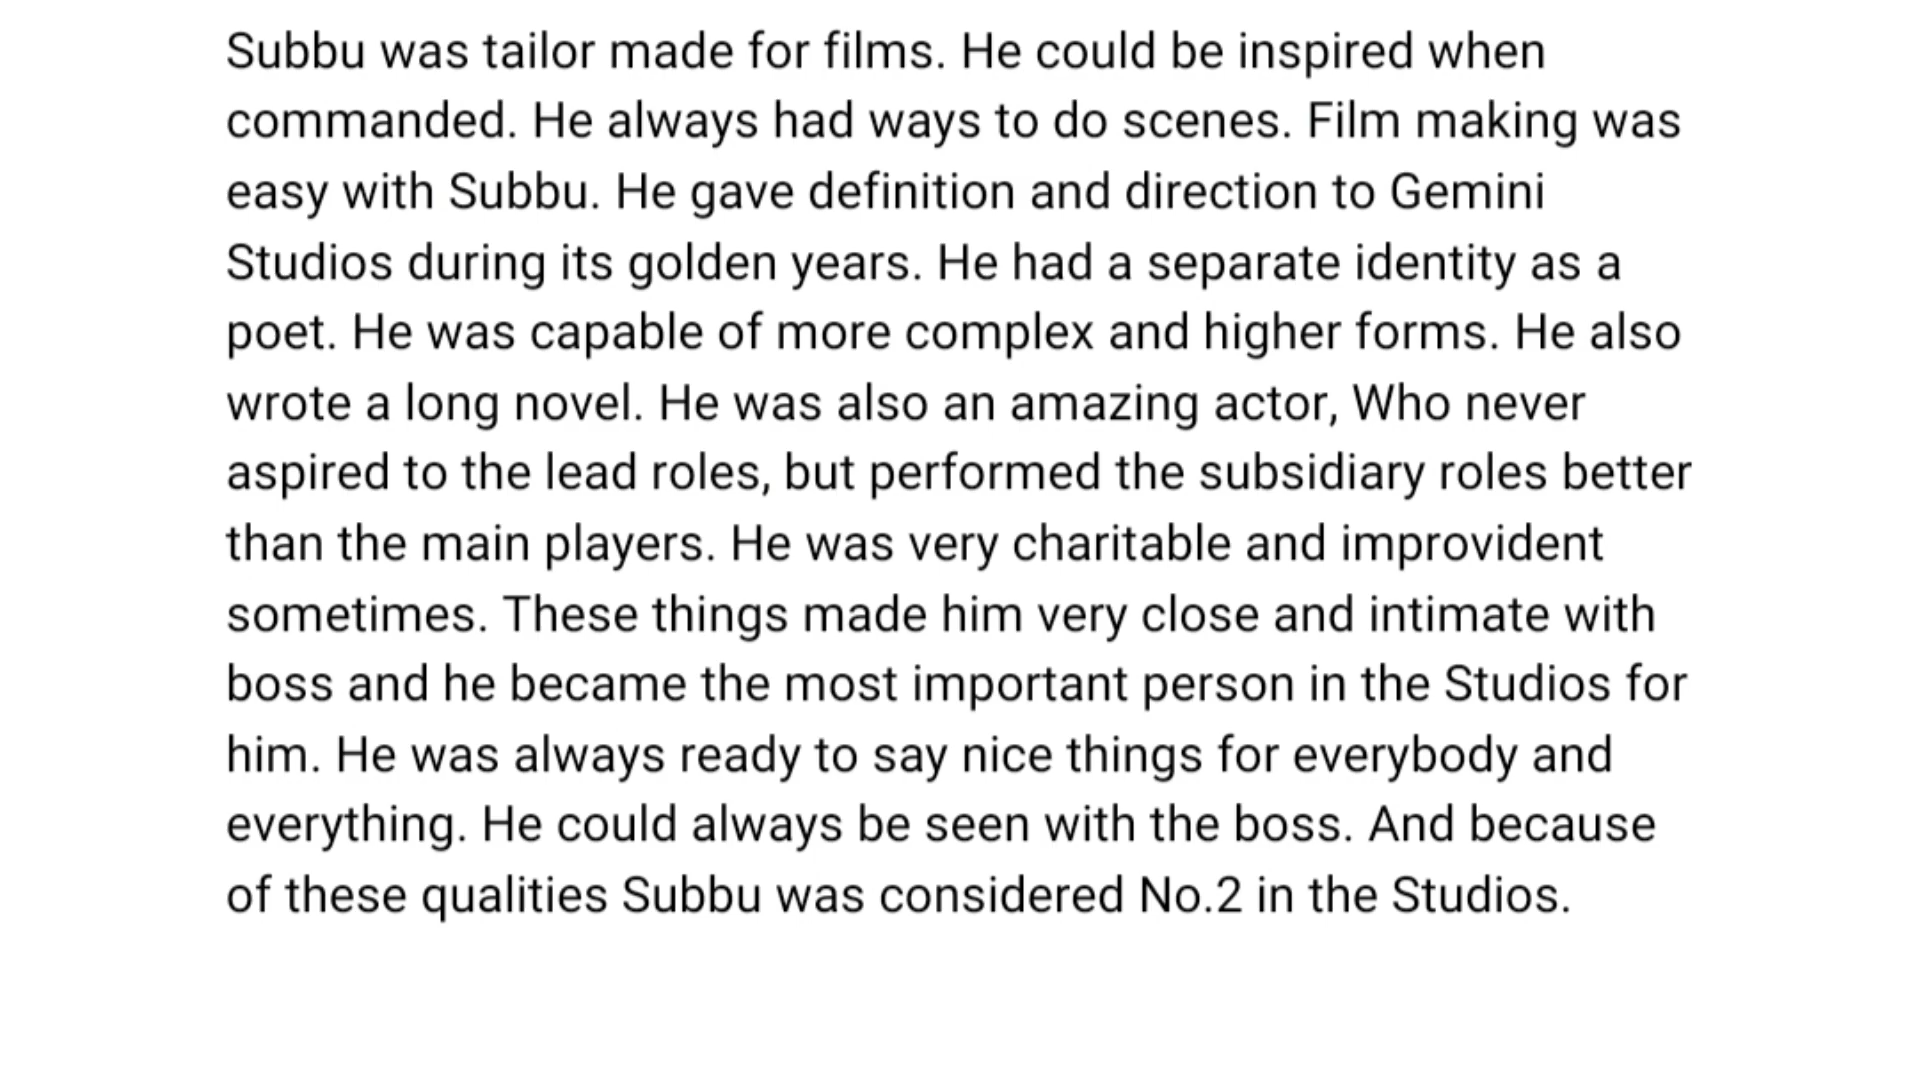 Subbu was tailor made for films. He could be inspired when
commanded. He always had ways to do scenes. Film making was
easy with Subbu. He gave definition and direction to Gemini
Studios during its golden years. He had a separate identity as a
poet. He was capable of more complex and higher forms. He also
wrote a long novel. He was also an amazing actor, Who never
aspired to the lead roles, but performed the subsidiary roles better
than the main players. He was very charitable and improvident
sometimes. These things made him very close and intimate with
boss and he became the most important person in the Studios for
him. He was always ready to say nice things for everybody and
everything. He could always be seen with the boss. And because
of these qualities Subbu was considered No.2 in the Studios.